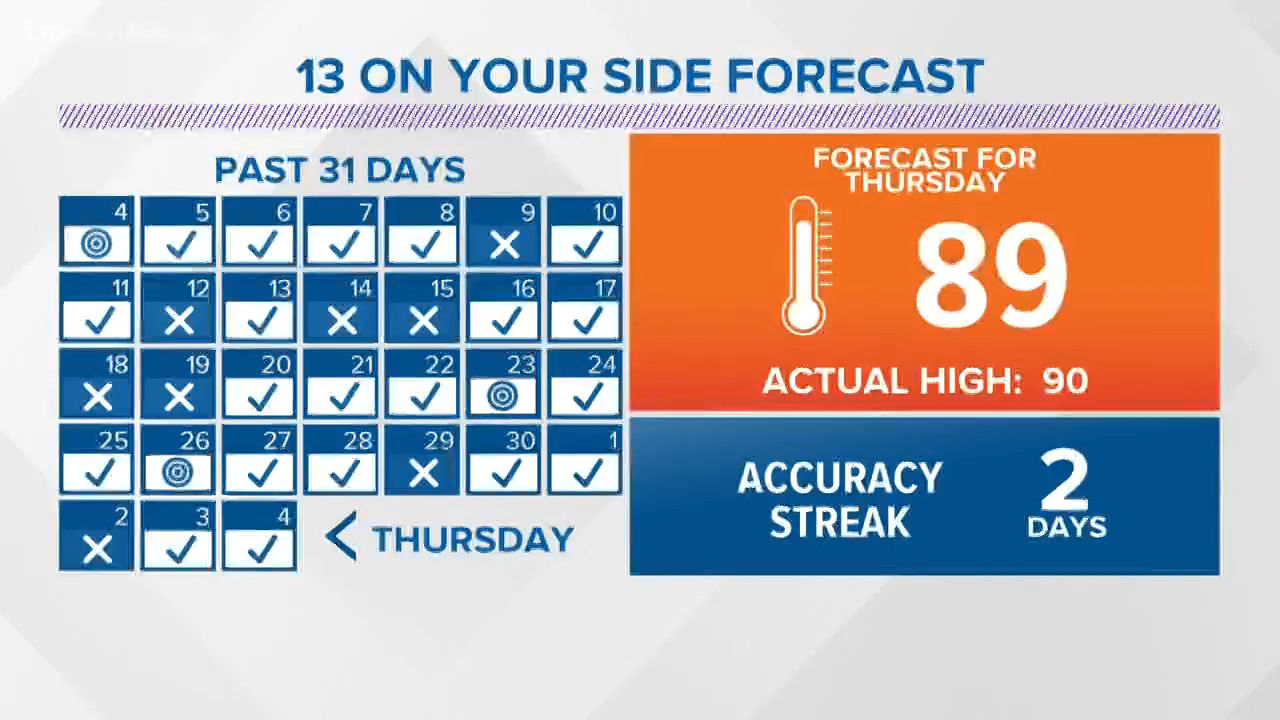 13 ON YOUR SIDE FORECAST
PAST 31 DAYS
4 5 6 7 8 9 10
11 12 13 14 15 16 17
18 19 20 21 22 23 24
25 26 27 28 29 30 1
2 3 4
THURSDAY
FORECAST FOR
THURSDAY
89
ACTUAL HIGH: 90
ACCURACY
STREAK
2
DAYS